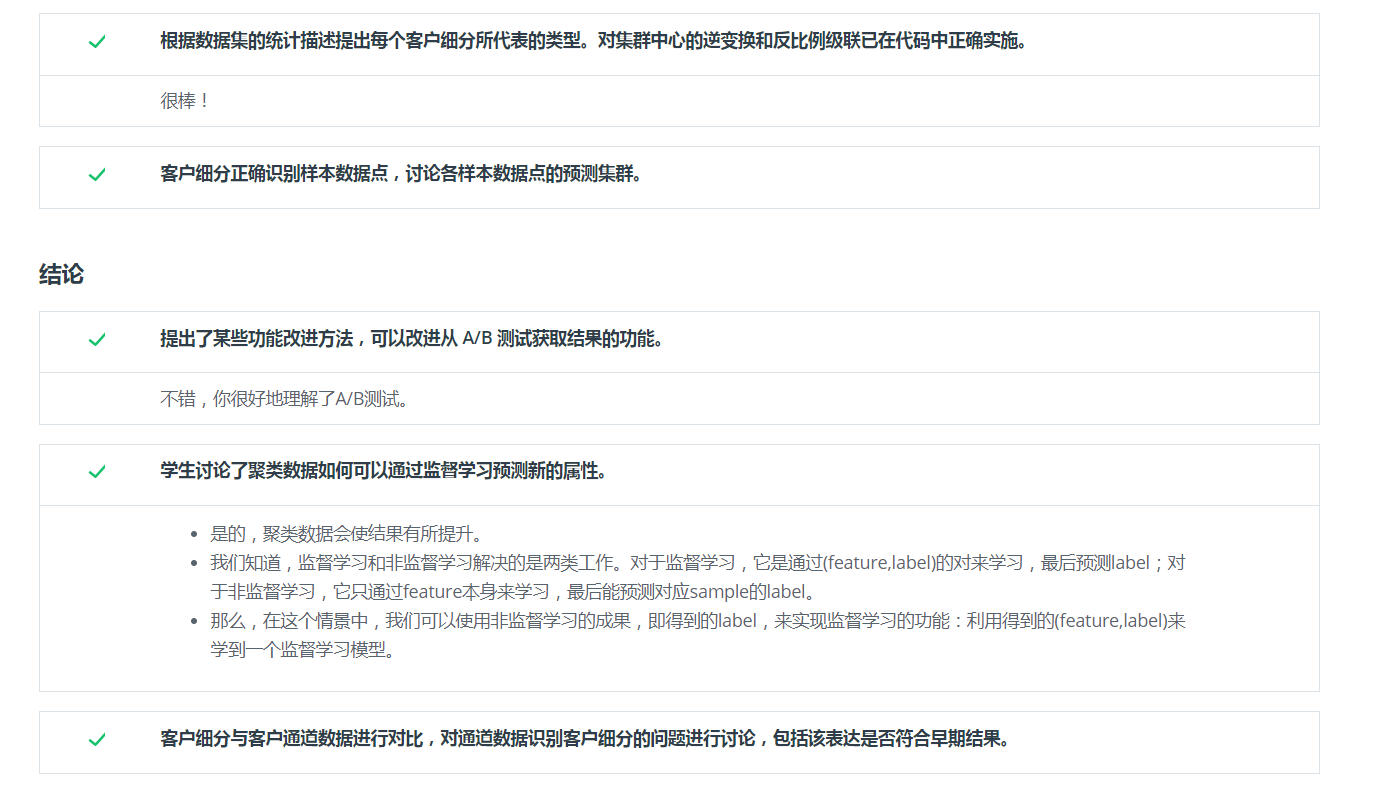 根据数据集的统计描述提出每个客户细分所代表的类型。对集群中心的逆变换和反比例级联已在代码中正确实施。
很棒！
客户细分正确识别样本数据点，讨论各样本数据点的预测集群。
结论
提出了某些功能改进方法，可以改进从 A/B 测试获取结果的功能。
不错，你很好地理解了A/B测试。
学生讨论了聚类数据如何可以通过监督学习预测新的属性。
是的，聚类数据会使结果有所提升。
我们知道，监督学习和非监督学习解决的是两类工作。对于监督学习，它是通过(feature,label)的对来学习，最后预测label；对
于非监督学习，它只通过feature本身来学习，最后能预测对应sample的label。
那么，在这个情景中，我们可以使用非监督学习的成果，即得到的label，来实现监督学习的功能：利用得到的(feature,label)来
学到一个监督学习模型。
客户细分与客户通道数据进行对比，对通道数据识别客户细分的问题进行讨论，包括该表达是否符合早期结果。